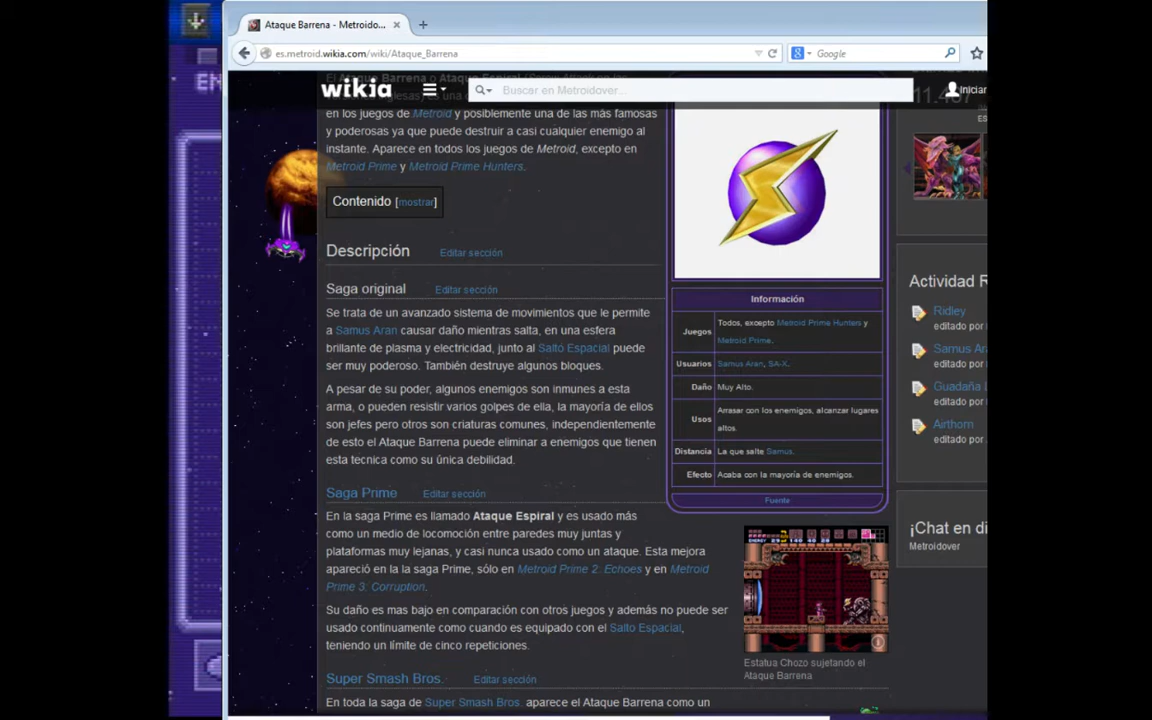 Ataque Barrena - Metroido...
es.metroid.wikia.com/wiki/Ataque_Barrena
Google
EN
wikia
Buscar en Metroidover...
Iniciar
El Ataque Barrena o Ataque Espiral
en los juegos de Metroid y posiblemente una de las más famosas
y poderosas ya que puede destruir a casi cualquier enemigo al
instante. Aparece en todos los juegos de Metroid, excepto en
Metroid Prime y Metroid Prime Hunters.
Contenido [mostrar]
Descripción Editar sección
Saga original Editar sección
Se trata de un avanzado sistema de movimientos que le permite
a Samus Aran causar daño mientras salta, en una esfera
brillante de plasma y electricidad, junto al Salto Espacial puede
ser muy poderoso. También destruye algunos bloques.
A pesar de su poder, algunos enemigos son inmunes a esta
arma, o pueden resistir varios golpes de ella, la mayoría de ellos
son jefes pero otros son criaturas comunes, independientemente
de esto el Ataque Barrena puede eliminar a enemigos que tienen
esta tecnica como su única debilidad.
Saga Prime Editar sección
En la saga Prime es llamado Ataque Espiral y es usado más
como un medio de locomoción entre paredes muy juntas y
plataformas muy lejanas, y casi nunca usado como un ataque. Esta mejora
apareció en la la saga Prime, sólo en Metroid Prime 2: Echoes y en Metroid
Prime 3: Corruption.
Su daño es mas bajo en comparación con otros juegos y además no puede ser
usado continuamente como cuando es equipado con el Salto Espacial,
teniendo un límite de cinco repeticiones.
Super Smash Bros. Editar sección
En toda la saga de Super Smash Bros. aparece el Ataque Barrena como un
Información
Juegos Todos, excepto Metroid Prime Hunters y
Metroid Prime.
Usuarios Samus Aran, SA-X.
Daño Muy Alto.
Usos Arrasar con los enemigos, alcanzar lugares
altos.
Distancia La que salte Samus.
Efecto Acaba con la mayoría de enemigos.
Fuente
ENERGY
Estatua Chozo sujetando el
Ataque Barrena
Actividad R
Ridley
editado por
Samus Ar
editado por
Guadaña
editado por
Airthorn
editado por
¡Chat en di
Metroidover